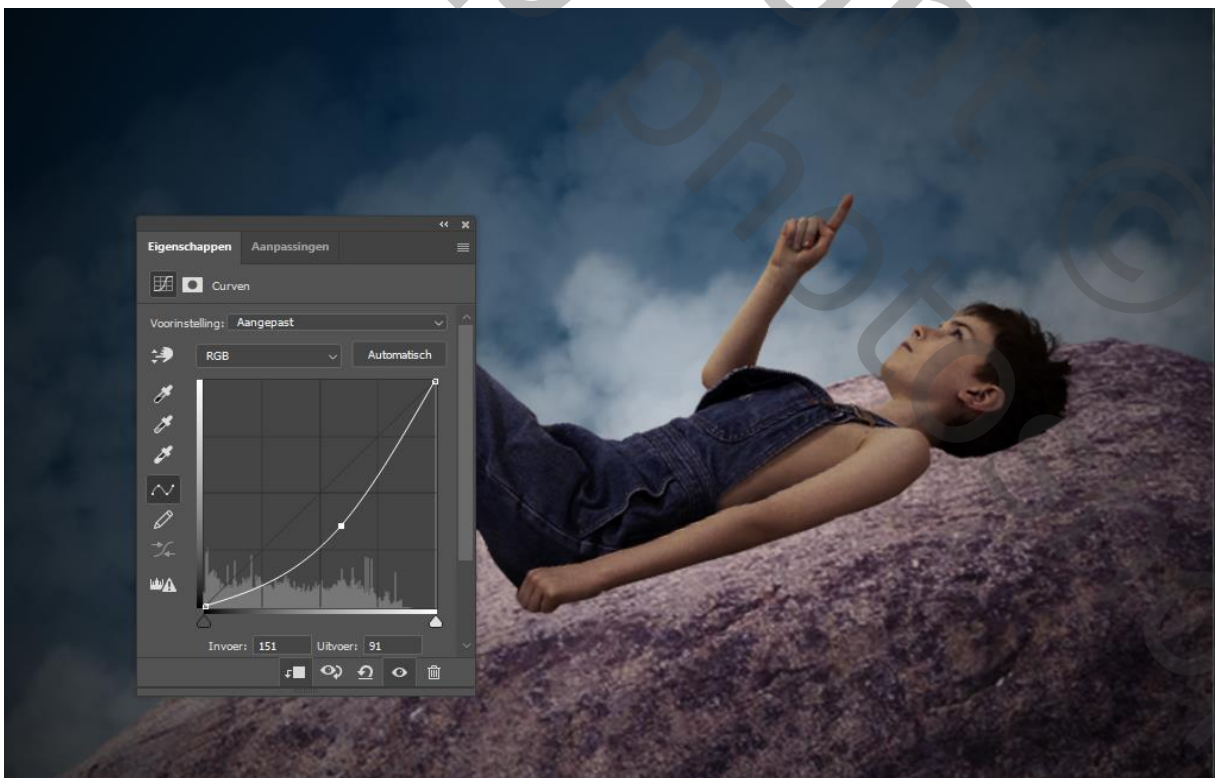 Eigenschappen Aanpassingen
Curven
Voorinstelling: Aangepast
RGB Automatisch
Invoer: 151 Uitvoer: 91